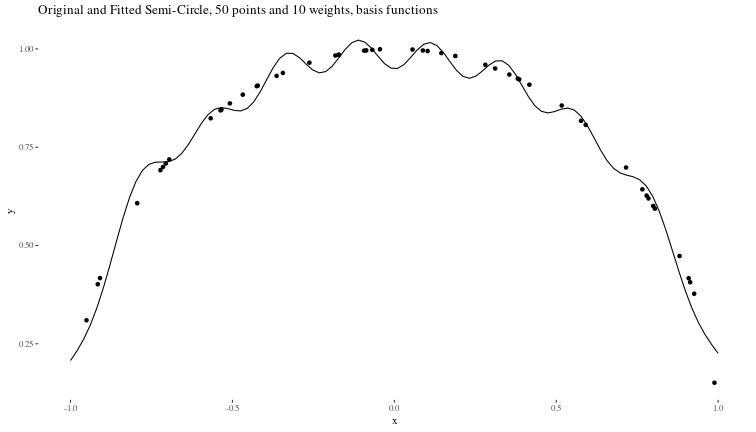 Original and Fitted Semi-Circle, 50 points and 10 weights, basis functions
1.00
0.75
y
0.50
0.25
-1.0 -0.5 0.0 0.5 1.0
x